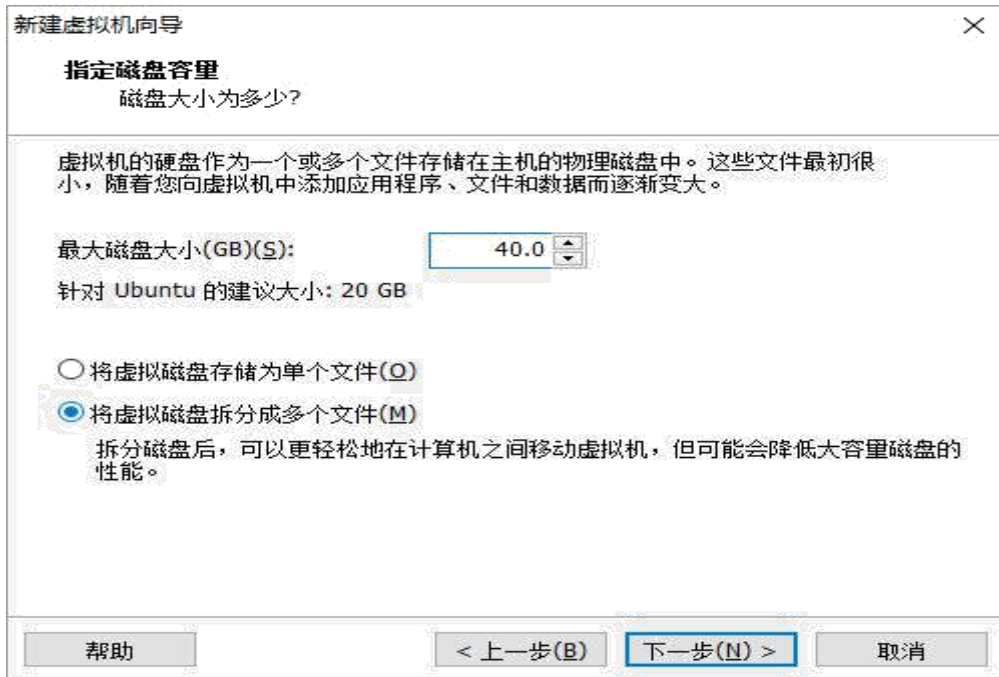 新建虚拟机向导
指定磁盘容量
磁盘大小为多少?
虚拟机的硬盘作为一个或多个文件存储在主机的物理磁盘中。这些文件最初很
小，随着您向虚拟机中添加应用程序、文件和数据而逐渐变大。
最大磁盘大小(GB)(S): 40.0
针对 Ubuntu 的建议大小: 20 GB
将虚拟磁盘存储为单个文件(O)
将虚拟磁盘拆分成多个文件(M)
拆分磁盘后，可以更轻松地在计算机之间移动虚拟机，但可能会降低大容量磁盘的
性能。
帮助 < 上一步(B) 下一步(N) > 取消